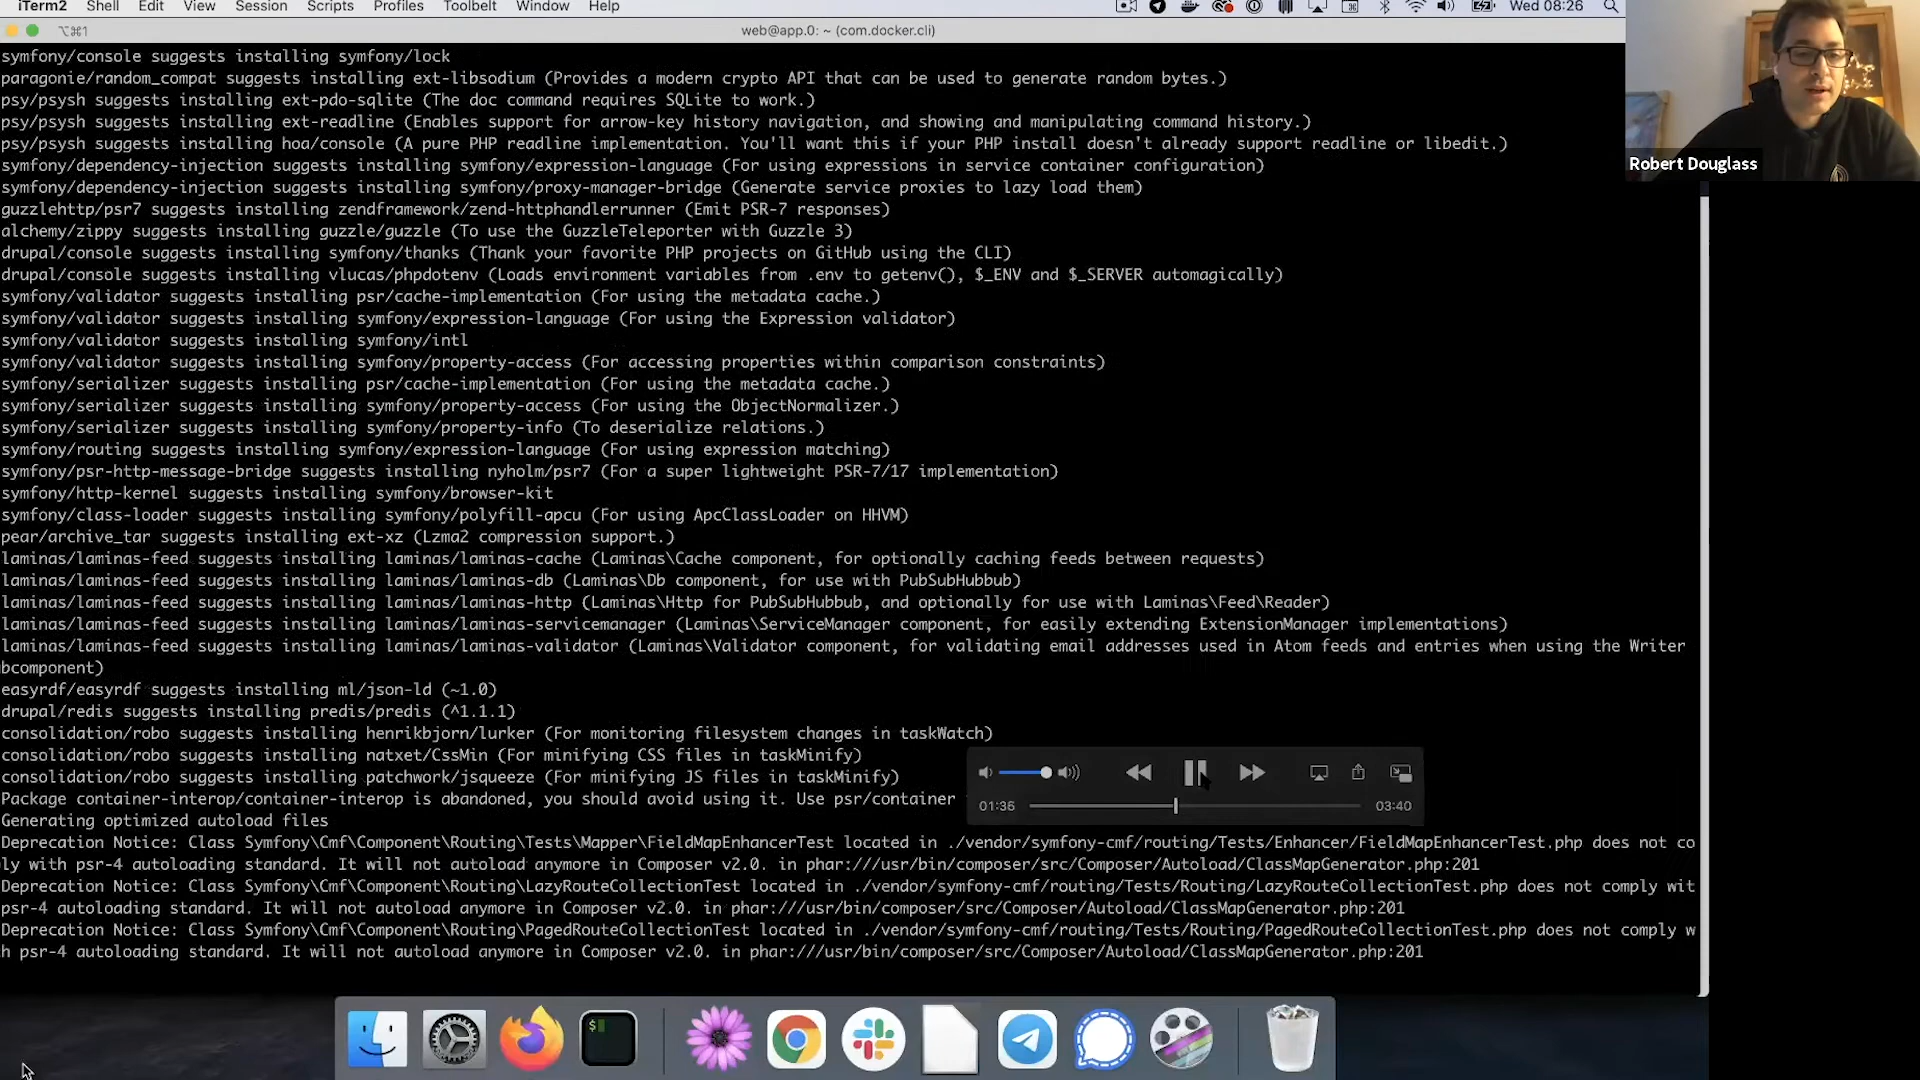 iTerm2 Shell Edit View Session Scripts Profiles Toolbelt Window Help Wed 08:26
⌥⌘1 web@app.0: ~ (com.docker.cli)
symfony/console suggests installing symfony/lock
paragonie/random_compat suggests installing ext-libsodium (Provides a modern crypto API that can be used to generate random bytes.)
psy/psysh suggests installing ext-pdo-sqlite (The doc command requires SQLite to work.)
psy/psysh suggests installing ext-readline (Enables support for arrow-key history navigation, and showing and manipulating command history.)
psy/psysh suggests installing hoa/console (A pure PHP readline implementation. You'll want this if your PHP install doesn't already support readline or libedit.)
Robert Douglass
symfony/dependency-injection suggests installing symfony/expression-language (For using expressions in service container configuration)
symfony/dependency-injection suggests installing symfony/proxy-manager-bridge (Generate service proxies to lazy load them)
guzzlehttp/psr7 suggests installing zendframework/zend-httphandlerrunner (Emit PSR-7 responses)
alchemy/zippy suggests installing guzzle/guzzle (To use the GuzzleTeleporter with Guzzle 3)
drupal/console suggests installing symfony/thanks (Thank your favorite PHP projects on GitHub using the CLI)
drupal/console suggests installing vlucas/phpdotenv (Loads environment variables from .env to getenv(), $_ENV and $_SERVER automagically)
symfony/validator suggests installing psr/cache-implementation (For using the metadata cache.)
symfony/validator suggests installing symfony/expression-language (For using the Expression validator)
symfony/validator suggests installing symfony/intl
symfony/validator suggests installing symfony/property-access (For accessing properties within comparison constraints)
symfony/serializer suggests installing psr/cache-implementation (For using the metadata cache.)
symfony/serializer suggests installing symfony/property-access (For using the ObjectNormalizer.)
symfony/serializer suggests installing symfony/property-info (To deserialize relations.)
symfony/routing suggests installing symfony/expression-language (For using expression matching)
symfony/psr-http-message-bridge suggests installing nyholm/psr7 (For a super lightweight PSR-7/17 implementation)
symfony/http-kernel suggests installing symfony/browser-kit
symfony/class-loader suggests installing symfony/polyfill-apcu (For using ApcClassLoader on HHVM)
pear/archive_tar suggests installing ext-xz (Lzma2 compression support.)
laminas/laminas-feed suggests installing laminas/laminas-cache (Laminas\Cache component, for optionally caching feeds between requests)
laminas/laminas-feed suggests installing laminas/laminas-db (Laminas\Db component, for use with PubSubHubbub)
laminas/laminas-feed suggests installing laminas/laminas-http (Laminas\Http for PubSubHubbub, and optionally for use with Laminas\Feed\Reader)
laminas/laminas-feed suggests installing laminas/laminas-servicemanager (Laminas\ServiceManager component, for easily extending ExtensionManager implementations)
laminas/laminas-feed suggests installing laminas/laminas-validator (Laminas\Validator component, for validating email addresses used in Atom feeds and entries when using the Writer
bcomponent)
easyrdf/easyrdf suggests installing ml/json-ld (~1.0)
drupal/redis suggests installing predis/predis (^1.1.1)
consolidation/robo suggests installing henrikbjorn/lurker (For monitoring filesystem changes in taskWatch)
consolidation/robo suggests installing natxet/CssMin (For minifying CSS files in taskMinify)
consolidation/robo suggests installing patchwork/jsqueeze (For minifying JS files in taskMinify)
Package container-interop/container-interop is abandoned, you should avoid using it. Use psr/container
01:35 03:40
Generating optimized autoload files
Deprecation Notice: Class Symfony\Cmf\Component\Routing\Tests\Mapper\FieldMapEnhancerTest located in ./vendor/symfony-cmf/routing/Tests/Enhancer/FieldMapEnhancerTest.php does not co
ly with psr-4 autoloading standard. It will not autoload anymore in Composer v2.0. in phar:///usr/bin/composer/src/Composer/Autoload/ClassMapGenerator.php:201
Deprecation Notice: Class Symfony\Cmf\Component\Routing\LazyRouteCollectionTest located in ./vendor/symfony-cmf/routing/Tests/Routing/LazyRouteCollectionTest.php does not comply wit
psr-4 autoloading standard. It will not autoload anymore in Composer v2.0. in phar:///usr/bin/composer/src/Composer/Autoload/ClassMapGenerator.php:201
Deprecation Notice: Class Symfony\Cmf\Component\Routing\PagedRouteCollectionTest located in ./vendor/symfony-cmf/routing/Tests/Routing/PagedRouteCollectionTest.php does not comply w
h psr-4 autoloading standard. It will not autoload anymore in Composer v2.0. in phar:///usr/bin/composer/src/Composer/Autoload/ClassMapGenerator.php:201